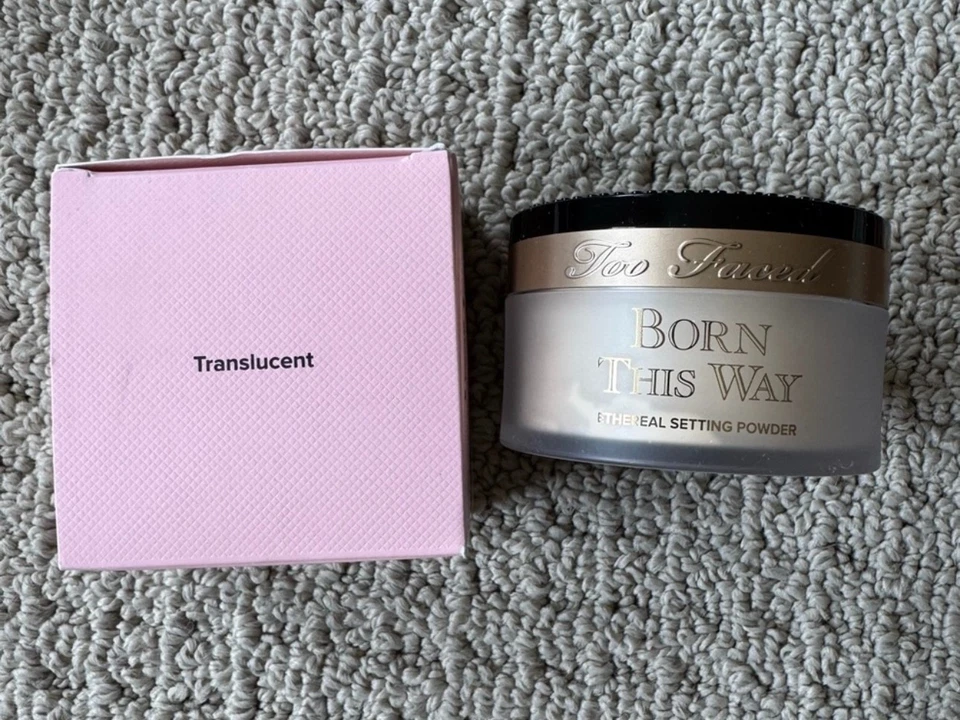 Translucent
Too Faced
BORN
THIS WAY
ETHEREAL SETTING POWDER